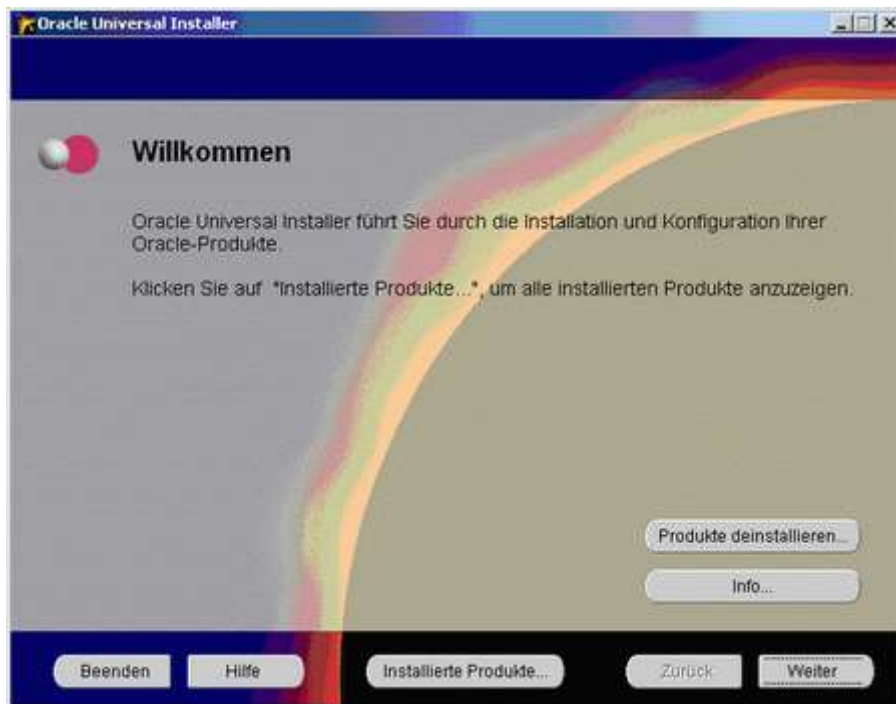 Oracle Universal Installer
Willkommen
Oracle Universal Installer führt Sie durch die Installation und Konfiguration Ihrer
Oracle-Produkte.
Klicken Sie auf "Installierte Produkte...", um alle installierten Produkte anzuzeigen.
Produkte deinstallieren...
Info...
Beenden
Hilfe
Installierte Produkte...
Zurück
Weiter